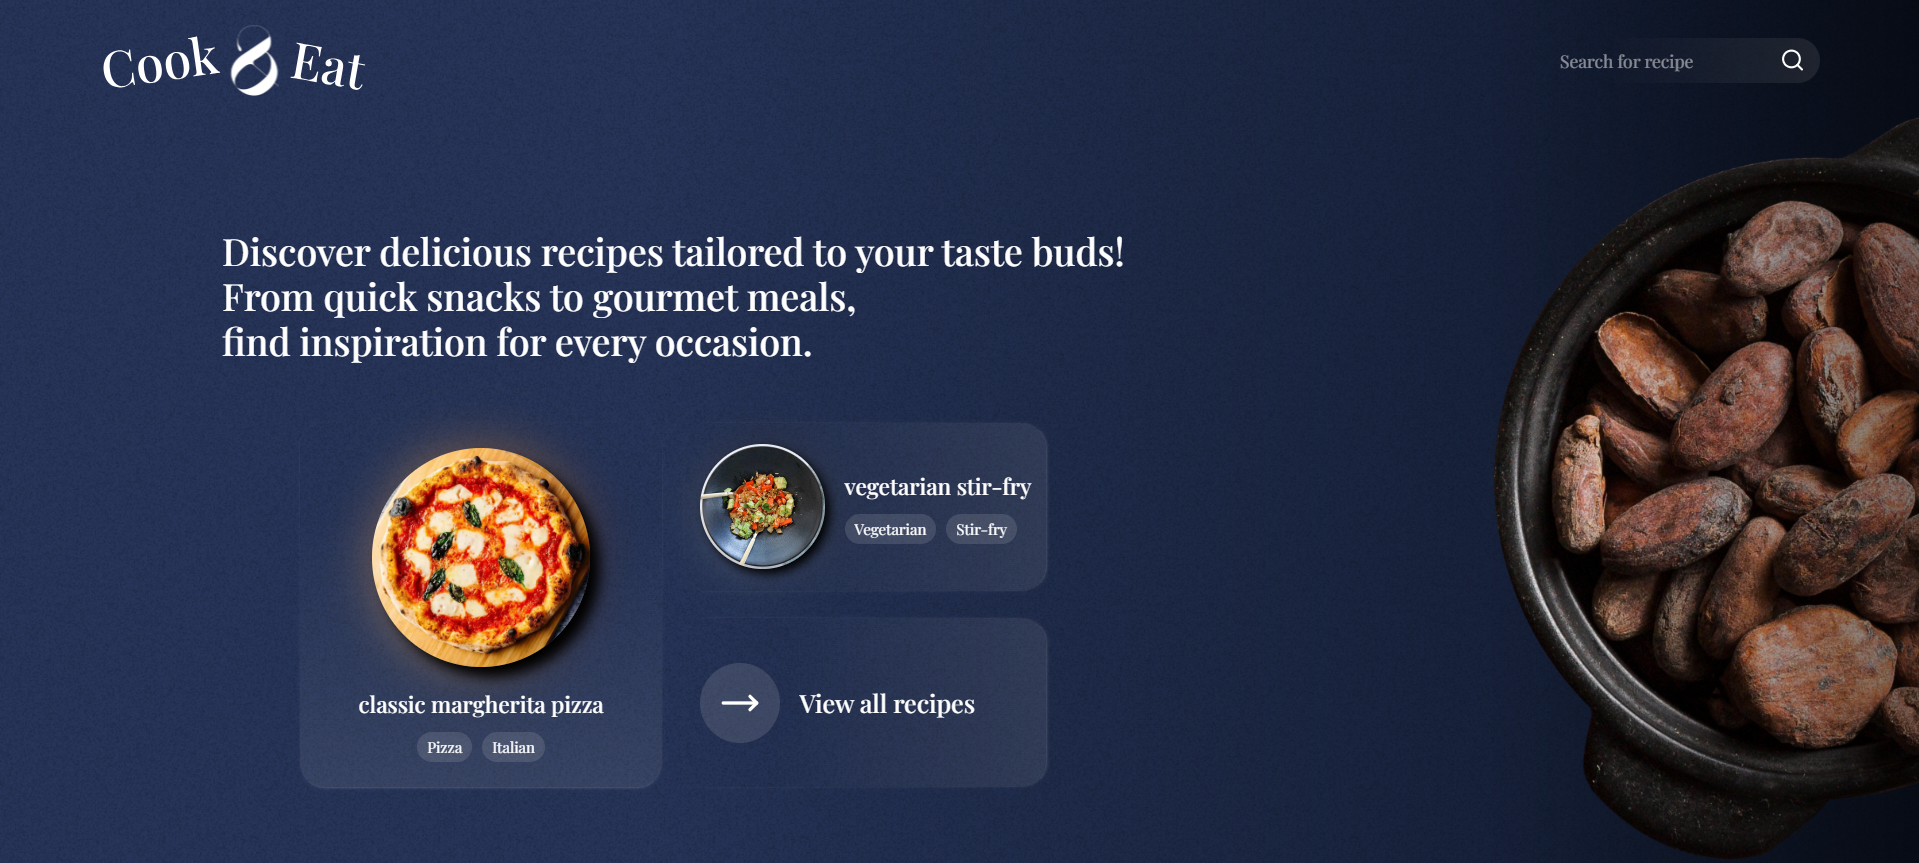 Cook & Eat
Search for recipe
Discover delicious recipes tailored to your taste buds!
From quick snacks to gourmet meals,
find inspiration for every occasion.
classic margherita pizza
Pizza
Italian
vegetarian stir-fry
Vegetarian
Stir-fry
View all recipes